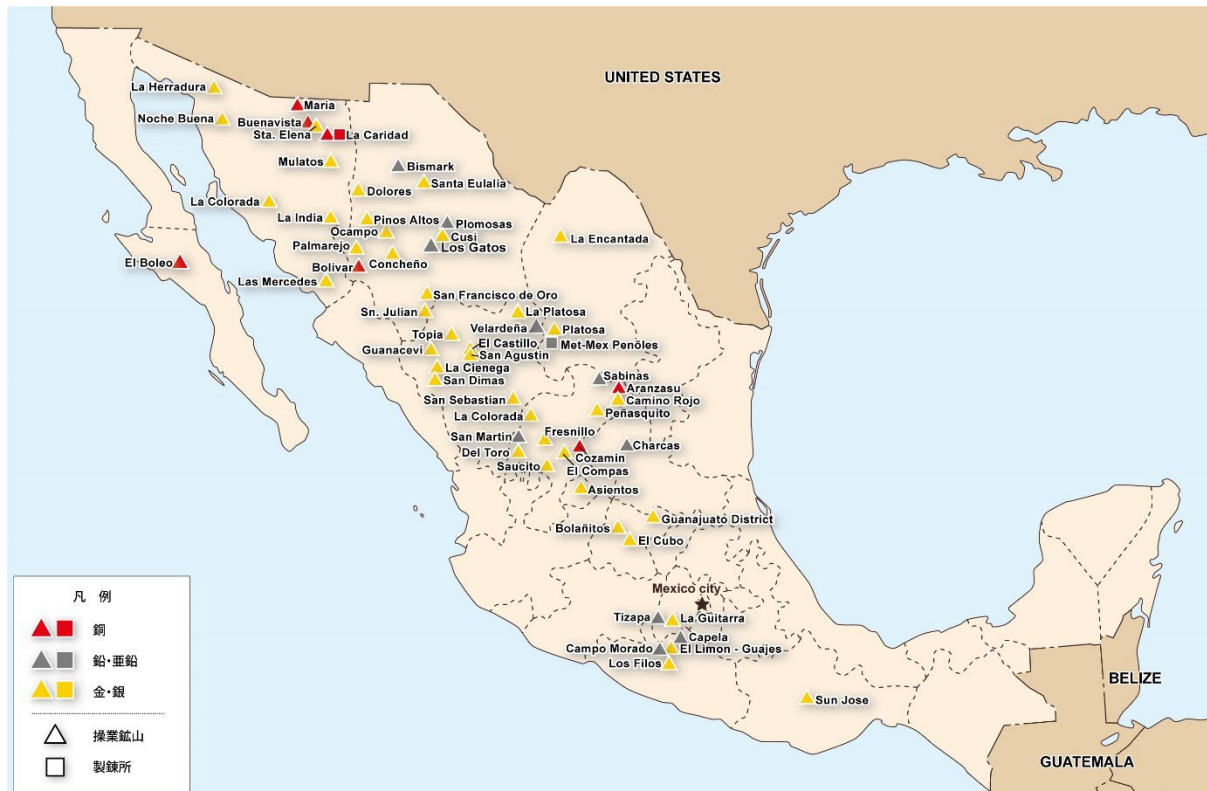 UNITED STATES
La Herradura
Maria
Noche Buena
Buenavista
Sta. Elena
La Caridad
Mulatos
Bismark
Santa Eulalia
Dolores
La Colorada
La India
Pinos Altos
Plomosas
Ocampo
Cusi
La Encantada
Palmarejo
Los Gatos
El Boleo
Bolivar
Concheño
Las Mercedes
San Francisco de Oro
Sn. Julian
La Platosa
Velardeña
Platosa
Topia
El Castillo
Met-Mex Penöles
Guanacevi
San Agustin
La Cienega
San Dimas
Sabinas
Aranzasu
San Sebastian
Camino Rojo
Peñasquito
La Colorada
Fresnillo
San Martin
Charcas
Del Toro
Cozamin
Saucito
El Compas
Asientos
Guanajuato District
Bolañitos
El Cubo
Mexico city
Tizapa
La Guitarra
Capela
Campo Morado
El Limon - Guajes
Los Filos
Sun Jose
BELIZE
GUATEMALA
凡 例
銅
鉛・亜鉛
金・銀
操業鉱山
製錬所